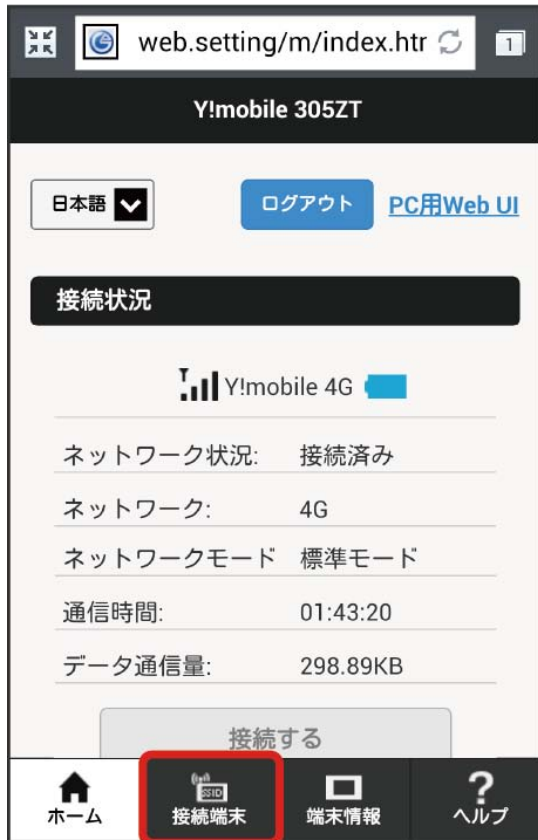 web.setting/m/index.htr
1
Y!mobile 305ZT
日本語
ログアウト
PC用Web UI
接続状況
Y!mobile 4G
ネットワーク状況: 接続済み
ネットワーク: 4G
ネットワークモード 標準モード
通信時間: 01:43:20
データ通信量: 298.89KB
接続する
SSID
ホーム 接続端末 端末情報 ヘルプ